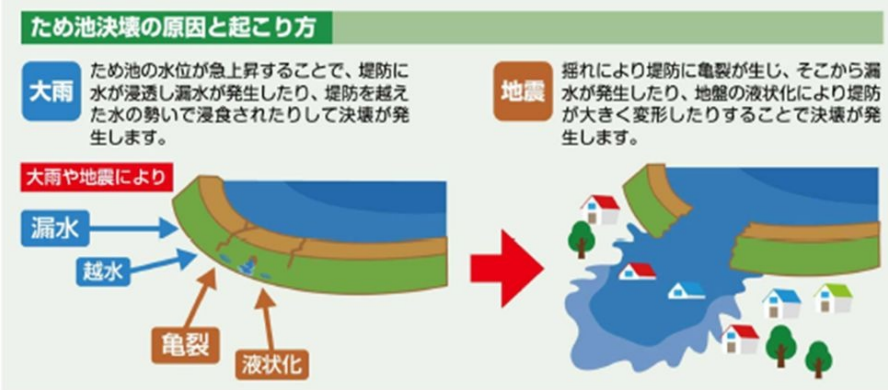 ため池決壊の原因と起こり方
大雨
ため池の水位が急上昇することで、堤防に
水が浸透し漏水が発生したり、堤防を越え
た水の勢いで浸食されたりして決壊が発
生します。
地震
揺れにより堤防に亀裂が生じ、そこから漏
水が発生したり、地盤の液状化により堤防
が大きく変形したりすることで決壊が発
生します。
大雨や地震により
漏水
越水
亀裂
液状化